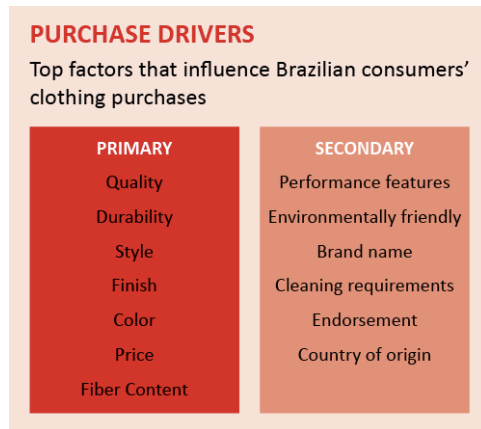 PURCHASE DRIVERS
Top factors that influence Brazilian consumers’
clothing purchases
PRIMARY
Quality
Durability
Style
Finish
Color
Price
Fiber Content
SECONDARY
Performance features
Environmentally friendly
Brand name
Cleaning requirements
Endorsement
Country of origin